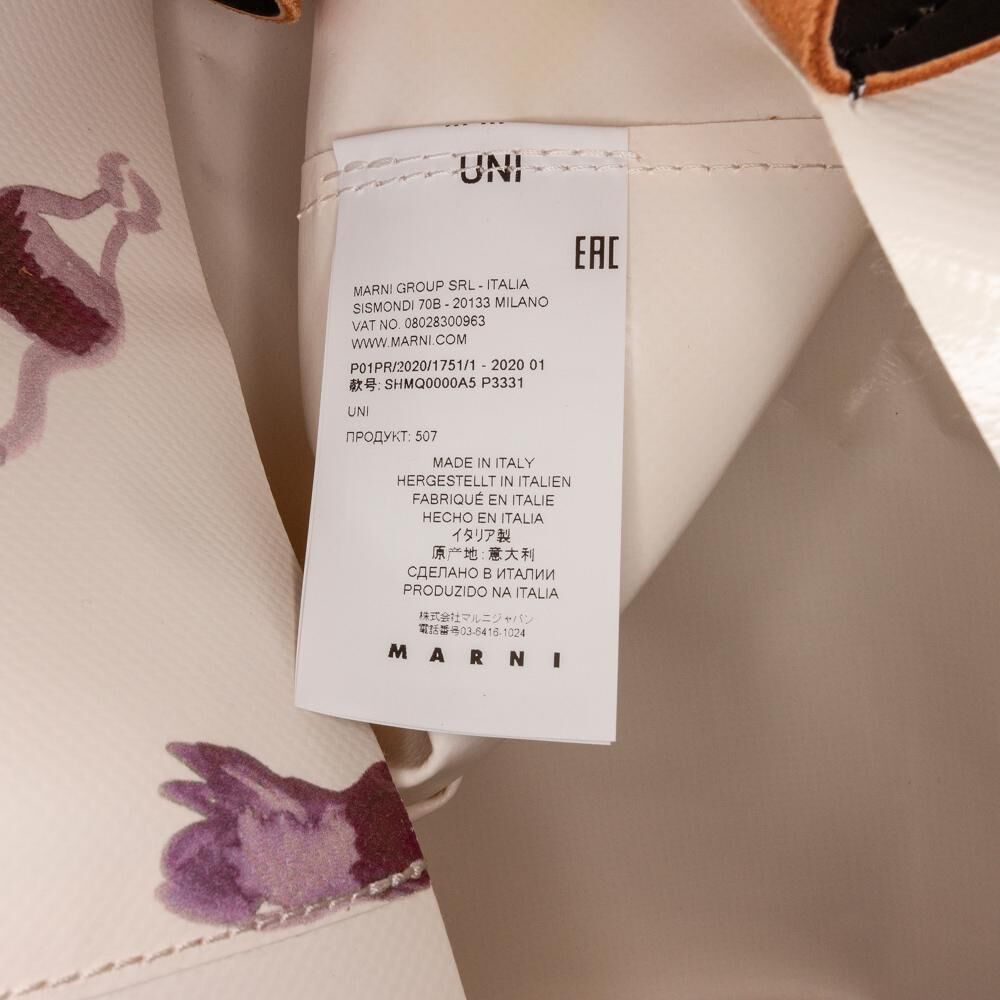 UNI
EAC
MARNI GROUP SRL - ITALIA
SISMONDI 70B - 20133 MILANO
VAT NO. 08028300963
WWW.MARNI.COM
P01PR/2020/1751/1 - 2020 01
款号: SHMQ0000A5 P3331
UNI
ПРОДУКТ: 507
MADE IN ITALY
HERGESTELLT IN ITALIEN
FABRIQUÉ EN ITALIE
HECHO EN ITALIA
イタリア製
原产地: 意大利
СДЕЛАНО В ИТАЛИИ
PRODUZIDO NA ITALIA
株式会社マルニジャパン
電話番号03-6416-1024
MARNI